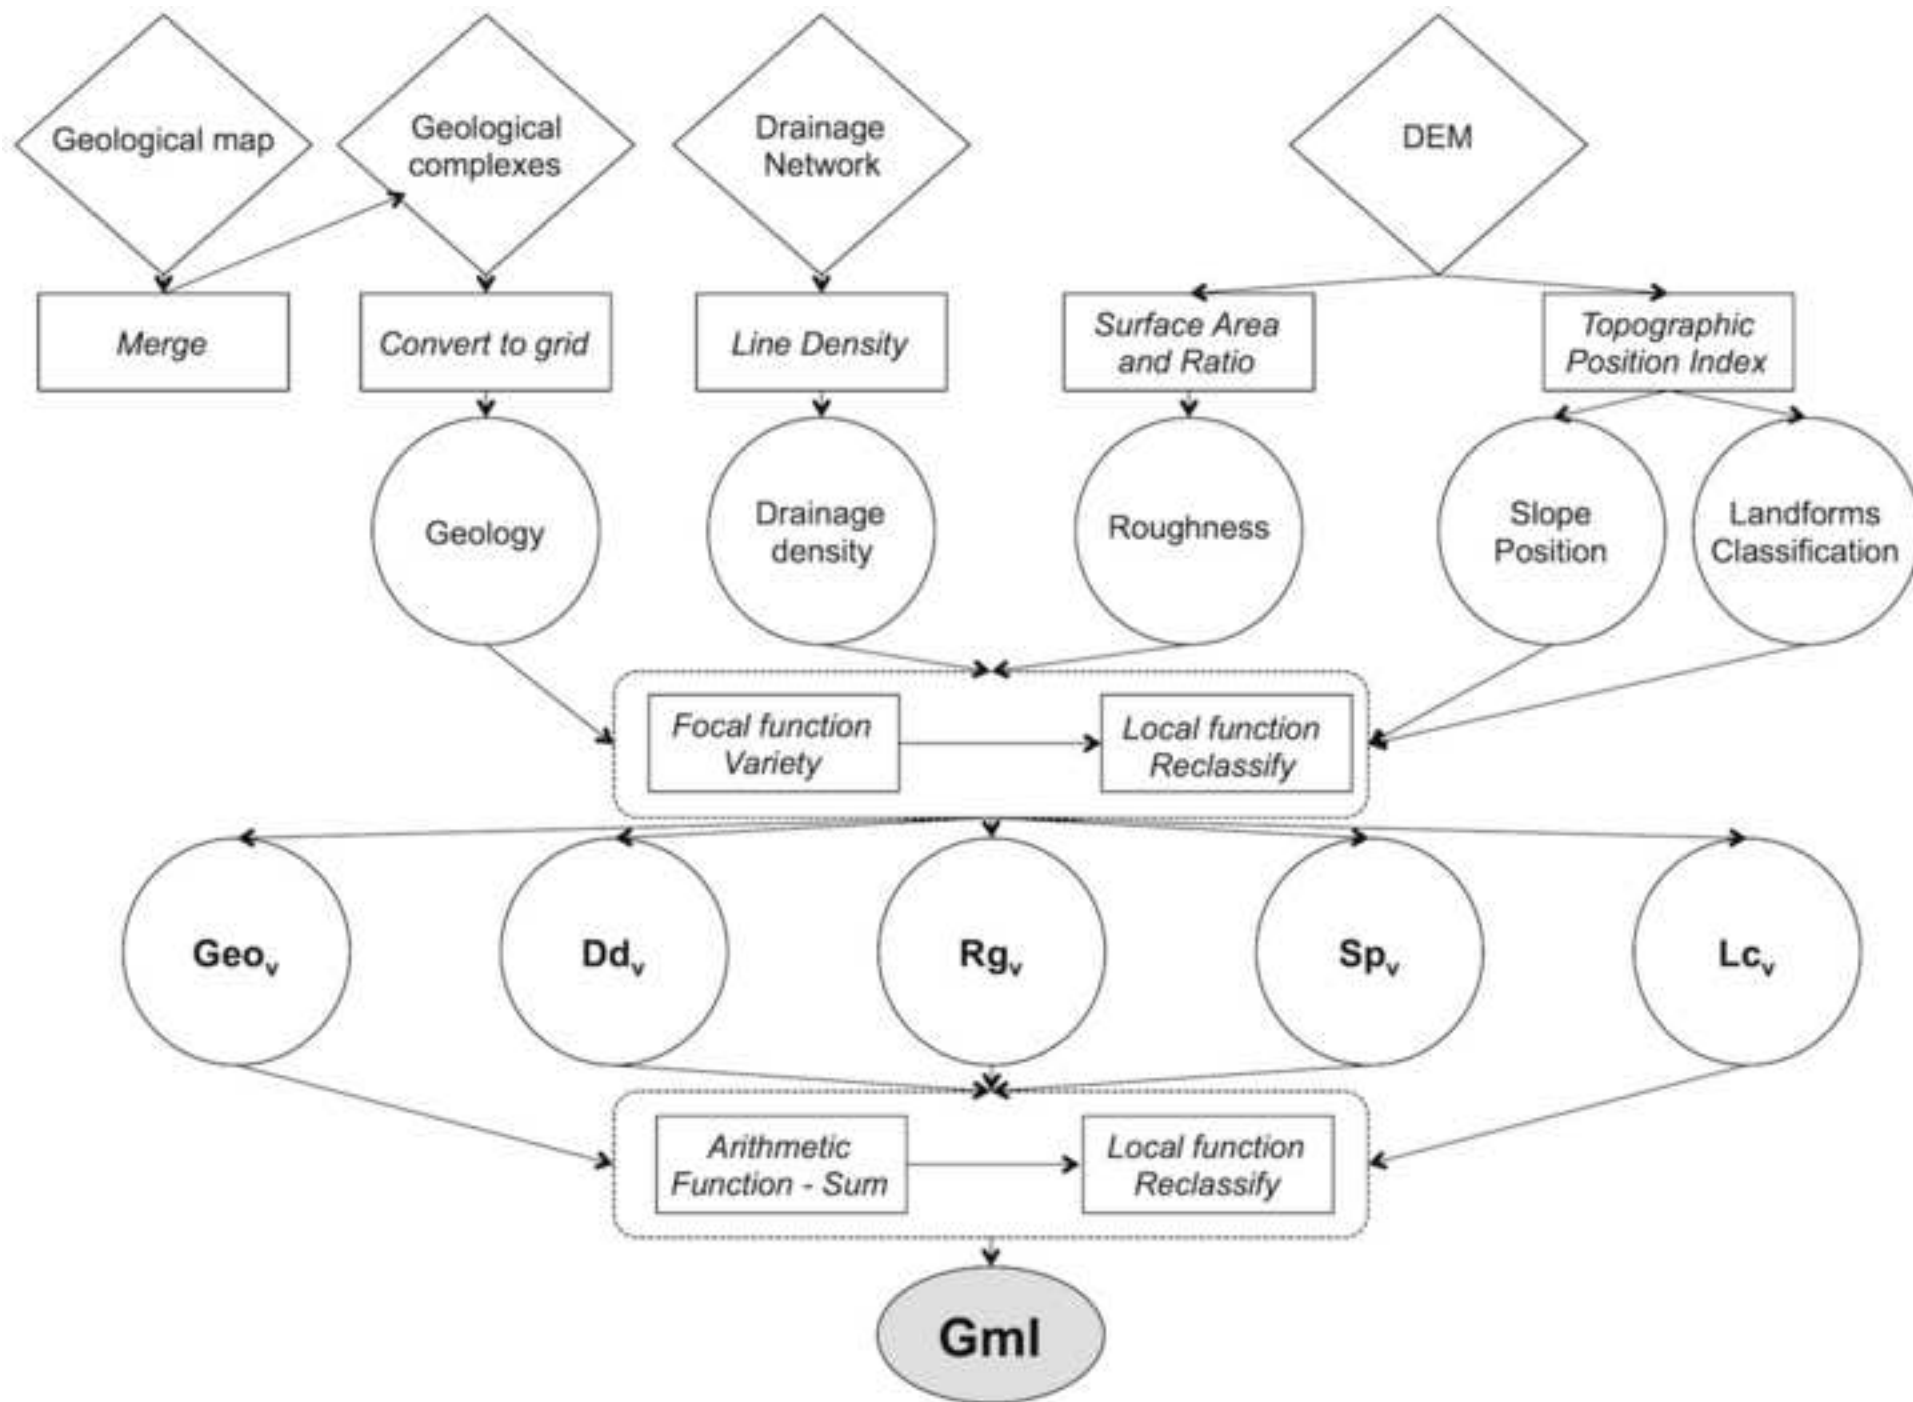 Geological map
Geological
complexes
Drainage
Network
DEM
Merge
Convert to grid
Line Density
Surface Area
and Ratio
Topographic
Position Index
Geology
Drainage
density
Roughness
Slope
Position
Landforms
Classification
Focal function
Variety
Local function
Reclassify
Geov
Ddv
Rgv
Spv
Lcv
Arithmetic
Function - Sum
Local function
Reclassify
GmI